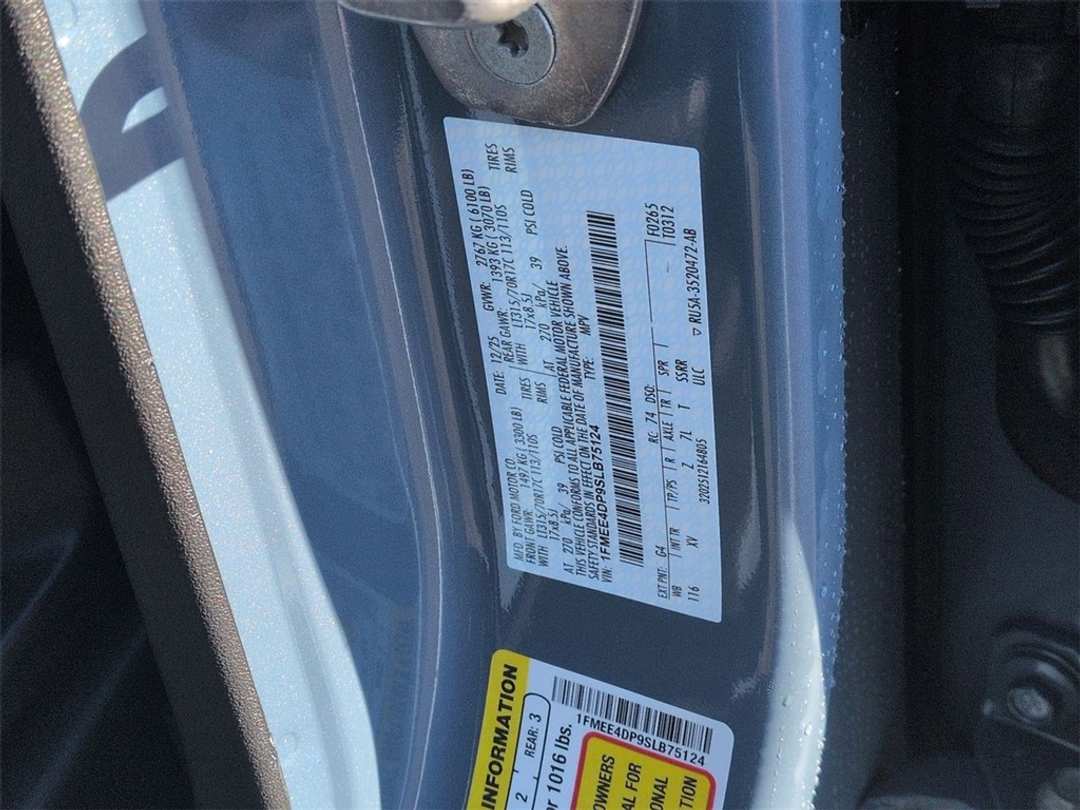 MFD. BY FORD MOTOR CO.
DATE: 12/25 GVWR: 2767 KG ( 6100 LB)
FRONT GAWR: 1497 KG ( 3300 LB) REAR GAWR: 1393 KG ( 3070 LB)
WITH LT315/70R17C 113/110S TIRES WITH LT315/70R17C 113/110S TIRES
17x8.5J RIMS 17x8.5J RIMS
AT 270 kPa/ 39 PSI COLD AT 270 kPa/ 39 PSI COLD
THIS VEHICLE CONFORMS TO ALL APPLICABLE FEDERAL MOTOR VEHICLE
SAFETY STANDARDS IN EFFECT ON THE DATE OF MANUFACTURE SHOWN ABOVE.
VIN: 1FMEE4DP9SLB75124 TYPE: MPV
F0265
T0312
EXT PNT: G4 RC: 74 DSO:
WB INT TR TP/PS R AXLE TR SPR
116 XV Z 7L T SSRR
3202512164805 ULC ▽ RU5A-3520472-AB
INFORMATION
2 REAR: 3
or 1016 lbs.
1FMEE4DP9SLB75124
OWNERS
AL FOR
ONAL
ATION